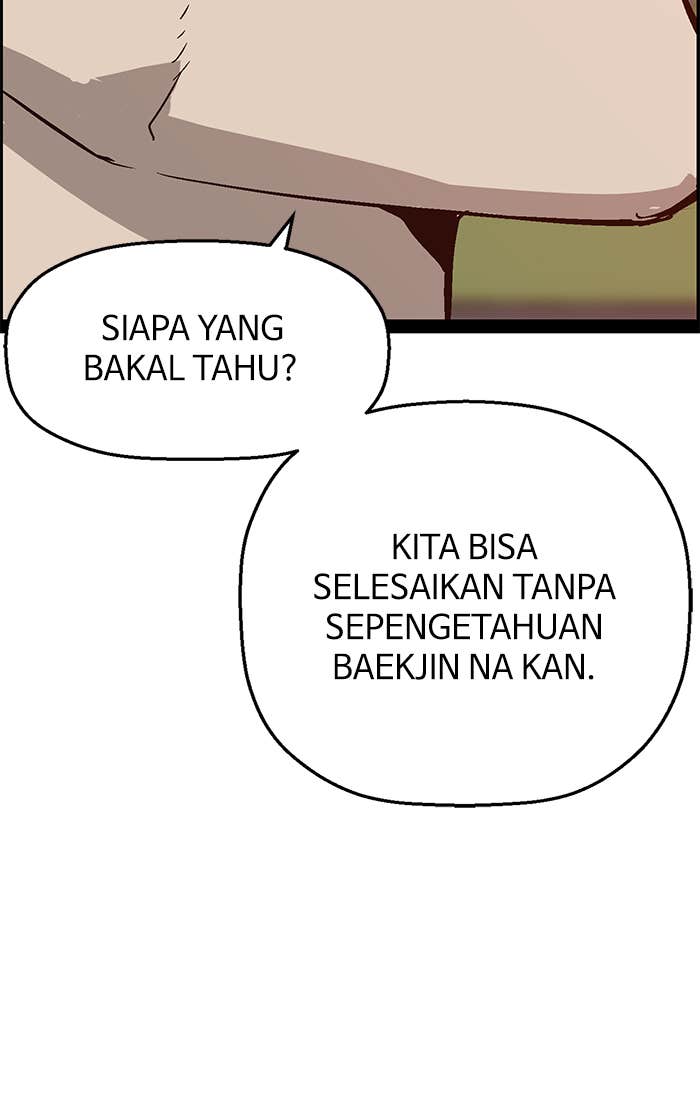 SIAPA YANG
BAKAL TAHU?
KITA BISA
SELESAIKAN TANPA
SEPENGETAHUAN
BAEKJIN NA KAN.